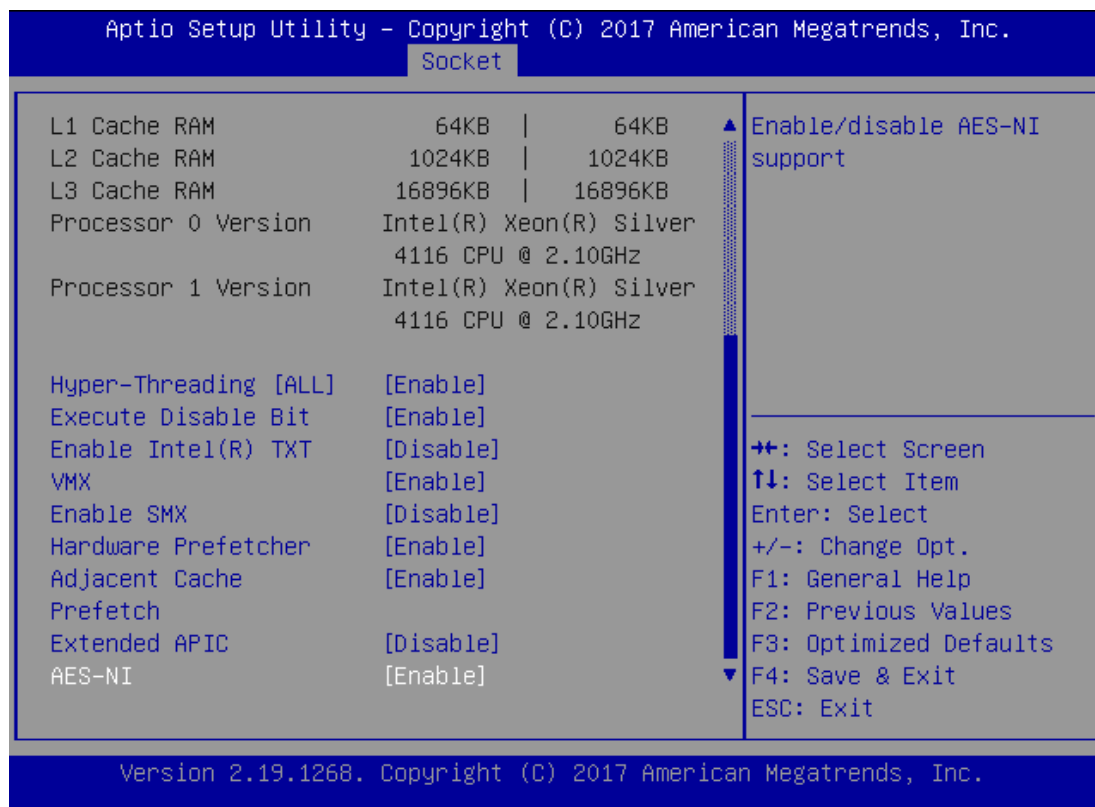 Aptio Setup Utility – Copyright (C) 2017 American Megatrends, Inc.
Socket
L1 Cache RAM 64KB | 64KB
L2 Cache RAM 1024KB | 1024KB
L3 Cache RAM 16896KB | 16896KB
Processor 0 Version Intel(R) Xeon(R) Silver
4116 CPU @ 2.10GHz
Processor 1 Version Intel(R) Xeon(R) Silver
4116 CPU @ 2.10GHz
Hyper-Threading [ALL] [Enable]
Execute Disable Bit [Enable]
Enable Intel(R) TXT [Disable]
VMX [Enable]
Enable SMX [Disable]
Hardware Prefetcher [Enable]
Adjacent Cache [Enable]
Prefetch
Extended APIC [Disable]
AES-NI [Enable]
Enable/disable AES-NI
support
→←: Select Screen
↑↓: Select Item
Enter: Select
+/-: Change Opt.
F1: General Help
F2: Previous Values
F3: Optimized Defaults
F4: Save & Exit
ESC: Exit
Version 2.19.1268. Copyright (C) 2017 American Megatrends, Inc.